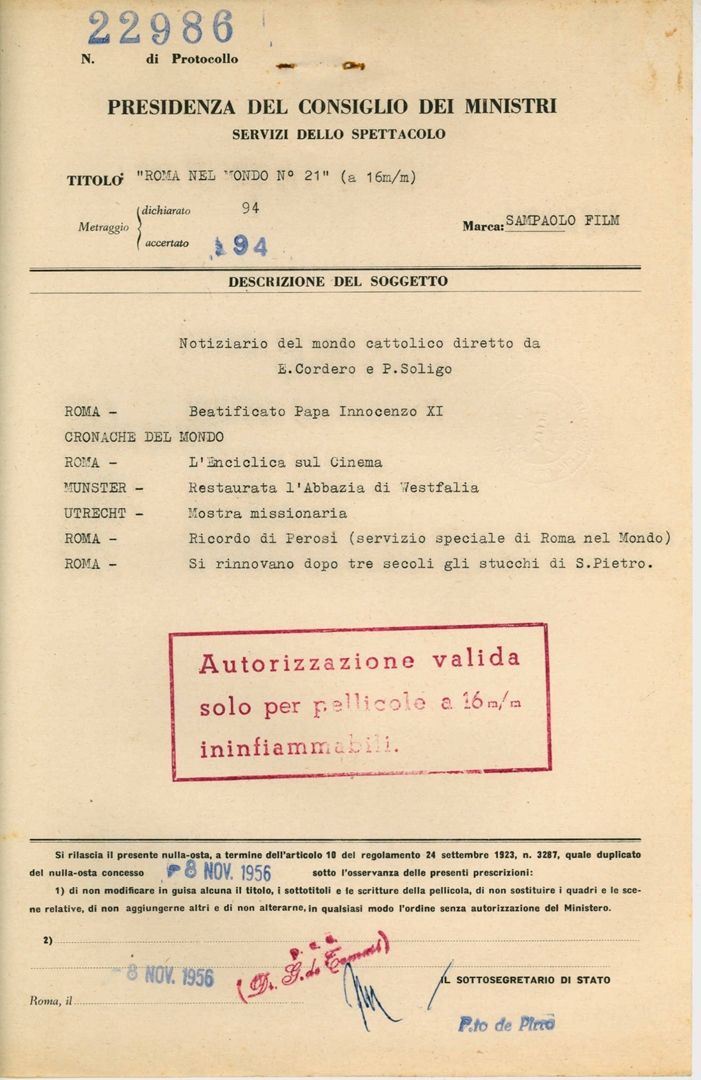 22986
N. di Protocollo
PRESIDENZA DEL CONSIGLIO DEI MINISTRI
SERVIZI DELLO SPETTACOLO
TITOLO: "ROMA NEL MONDO Nº 21" (a 16m/m)
Metraggio
dichiarato 94
accertato 94
Marca: SAMPAOLO FILM
DESCRIZIONE DEL SOGGETTO
Notiziario del mondo cattolico diretto da
E.Cordero e P.Soligo
ROMA - Beatificato Papa Innocenzo XI
CRONACHE DEL MONDO
ROMA - L'Enciclica sul Cinema
MUNSTER - Restaurata l'Abbazia di Westfalia
UTRECHT - Mostra missionaria
ROMA - Ricordo di Perosi (servizio speciale di Roma nel Mondo)
ROMA - Si rinnovano dopo tre secoli gli stucchi di S.Pietro.
Autorizzazione valida
solo per pellicole a 16m/m
ininfiammabili.
Si rilascia il presente nulla-osta, a termine dell'articolo 10 del regolamento 24 settembre 1923, n. 3287, quale duplicato
del nulla-osta concesso 8 NOV. 1956 sotto l'osservanza delle presenti prescrizioni:
1) di non modificare in guisa alcuna il titolo, i sottotitoli e le scritture della pellicola, di non sostituire i quadri e le sce-
ne relative, di non aggiungerne altri e di non alterarne, in qualsiasi modo l'ordine senza autorizzazione del Ministero.
2)
p. c. c.
(Dr. G. de Tomasi)
Roma, il 8 NOV. 1956
IL SOTTOSEGRETARIO DI STATO
F.to de Pirro